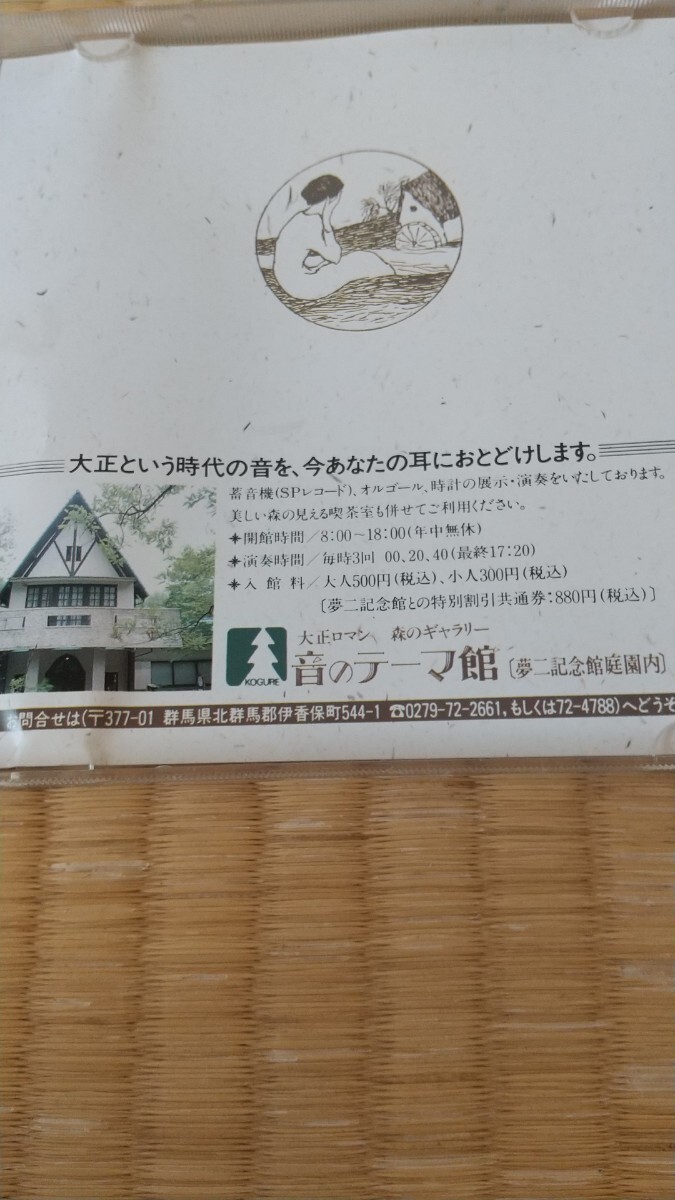 大正という時代の音を、今あなたの耳におとどけします。
蓄音機(SPレコード)、オルゴール、時計の展示・演奏をいたしております。
美しい森の見える喫茶室も併せてご利用ください。
✦開館時間／8:00〜18:00(年中無休)
✦演奏時間／毎時3回 00、20、40(最終17:20)
✦入館料／大人500円(税込)、小人300円(税込)
〔夢二記念館との特別割引共通券:880円(税込)〕
KOGURE
大正ロマン 森のギャラリー
音のテーマ館〔夢二記念館庭園内〕
お問合せは(〒377-01 群馬県北群馬郡伊香保町544-1 ☎0279-72-2661,もしくは72-4788)へどうぞ